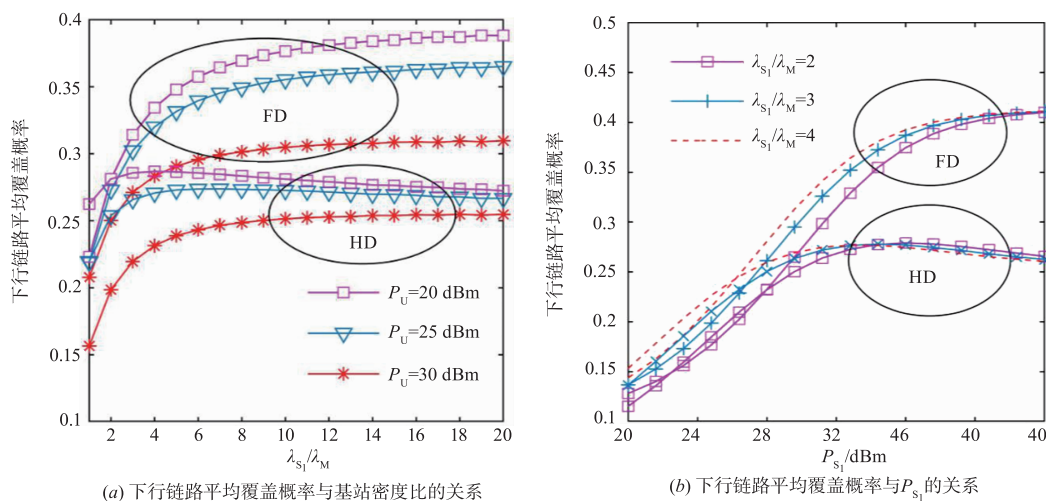 0.4
0.35
0.3
0.25
0.2
0.15
0.1
下行链路平均覆盖概率
FD
HD
P_U=20 dBm
P_U=25 dBm
P_U=30 dBm
2 4 6 8 10 12 14 16 18 20
λ_S₁/λ_M
(a) 下行链路平均覆盖概率与基站密度比的关系
0.5
0.45
0.4
0.35
0.3
0.25
0.2
0.15
0.1
下行链路平均覆盖概率
λ_S₁/λ_M=2
λ_S₁/λ_M=3
λ_S₁/λ_M=4
FD
HD
20 24 28 32 46 40 40
P_S₁/dBm
(b) 下行链路平均覆盖概率与P_S₁的关系